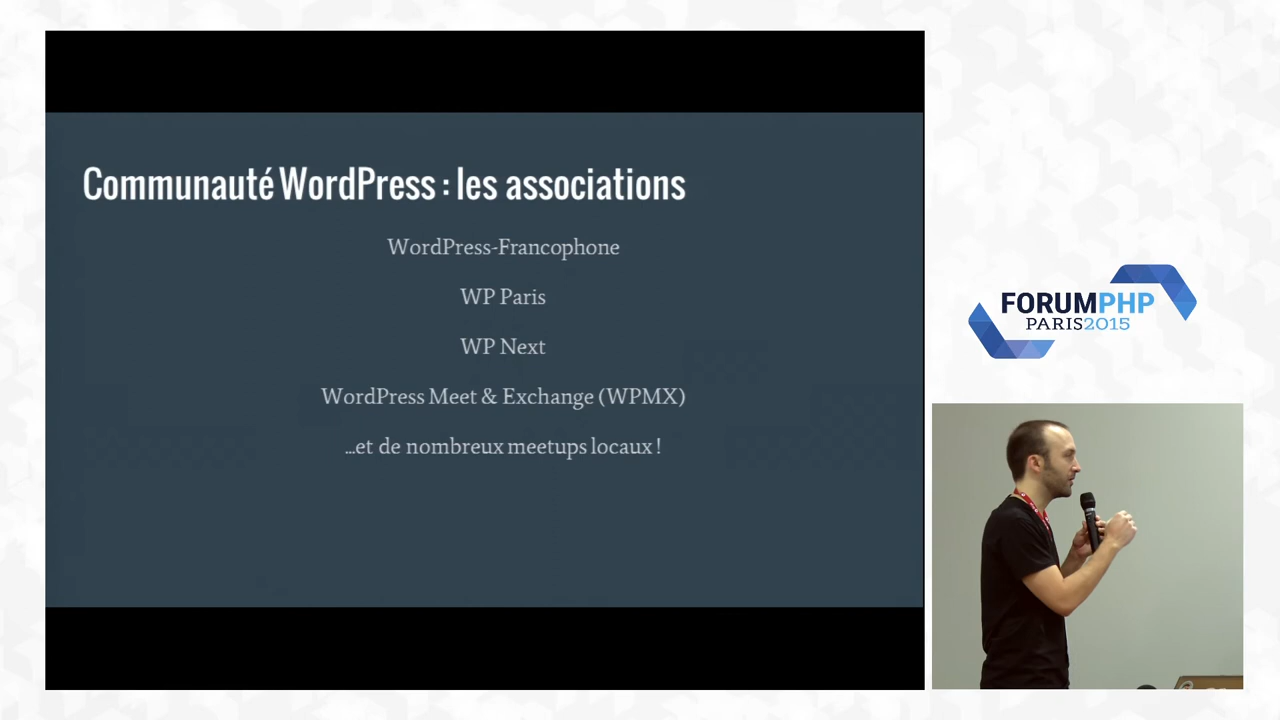 Communauté WordPress : les associations
WordPress-Francophone
WP Paris
WP Next
WordPress Meet & Exchange (WPMX)
...et de nombreux meetups locaux !
FORUMPHP
PARIS2015